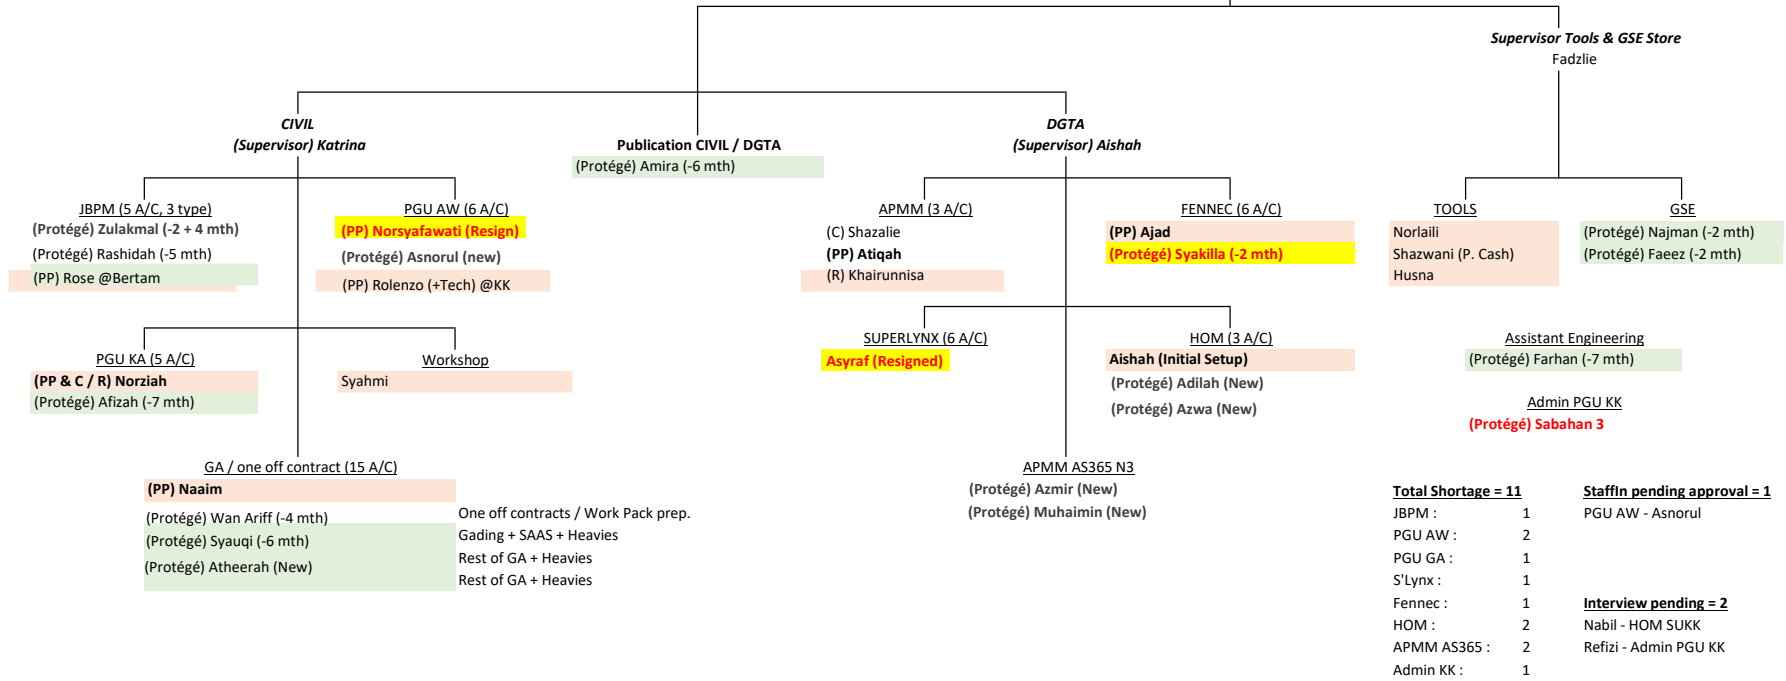 Supervisor Tools & GSE Store
Fadzlie
CIVIL
(Supervisor) Katrina
Publication CIVIL / DGTA
(Protégé) Amira (-6 mth)
DGTA
(Supervisor) Aishah
JBPM (5 A/C, 3 type)
(Protégé) Zulakmal (-2 + 4 mth)
(Protégé) Rashidah (-5 mth)
(PP) Rose @Bertam
PGU AW (6 A/C)
(PP) Norsyafawati (Resign)
(Protégé) Asnorul (new)
(PP) Rolenzo (+Tech) @KK
APMM (3 A/C)
(C) Shazalie
(PP) Atiqah
(R) Khairunnisa
FENNEC (6 A/C)
(PP) Ajad
(Protégé) Syakilla (-2 mth)
TOOLS
Norlaili
Shazwani (P. Cash)
Husna
GSE
(Protégé) Najman (-2 mth)
(Protégé) Faeez (-2 mth)
PGU KA (5 A/C)
(PP & C / R) Norziah
(Protégé) Afizah (-7 mth)
Workshop
Syahmi
SUPERLYNX (6 A/C)
Asyraf (Resigned)
HOM (3 A/C)
Aishah (Initial Setup)
(Protégé) Adilah (New)
(Protégé) Azwa (New)
Assistant Engineering
(Protégé) Farhan (-7 mth)
Admin PGU KK
(Protégé) Sabahan 3
GA / one off contract (15 A/C)
(PP) Naaim
(Protégé) Wan Ariff (-4 mth)
(Protégé) Syauqi (-6 mth)
(Protégé) Atheerah (New)
One off contracts / Work Pack prep.
Gading + SAAS + Heavies
Rest of GA + Heavies
Rest of GA + Heavies
APMM AS365 N3
(Protégé) Azmir (New)
(Protégé) Muhaimin (New)
Total Shortage = 11
JBPM : 1
PGU AW : 2
PGU GA : 1
S'Lynx : 1
Fennec : 1
HOM : 2
APMM AS365 : 2
Admin KK : 1
StaffIn pending approval = 1
PGU AW - Asnorul
Interview pending = 2
Nabil - HOM SUKK
Refizi - Admin PGU KK